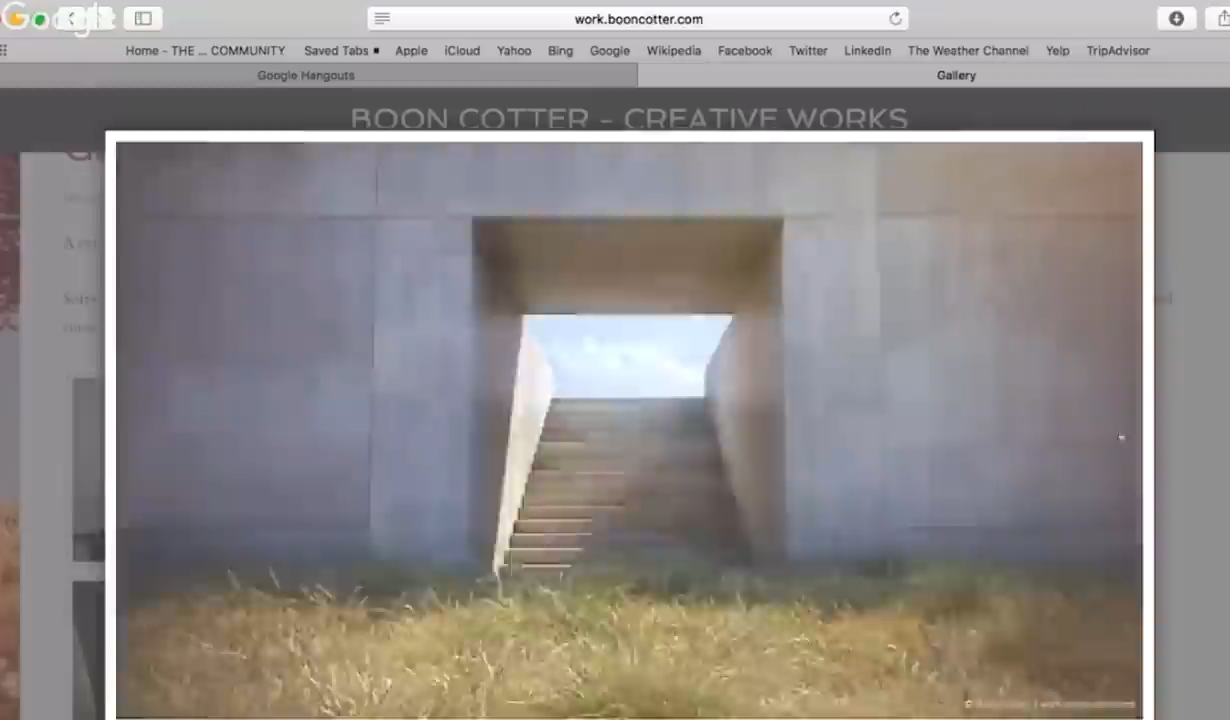 Google
work.booncotter.com
Home - THE ... COMMUNITY Saved Tabs Apple iCloud Yahoo Bing Google Wikipedia Facebook Twitter LinkedIn The Weather Channel Yelp TripAdvisor
Google Hangouts Gallery
BOON COTTER - CREATIVE WORKS